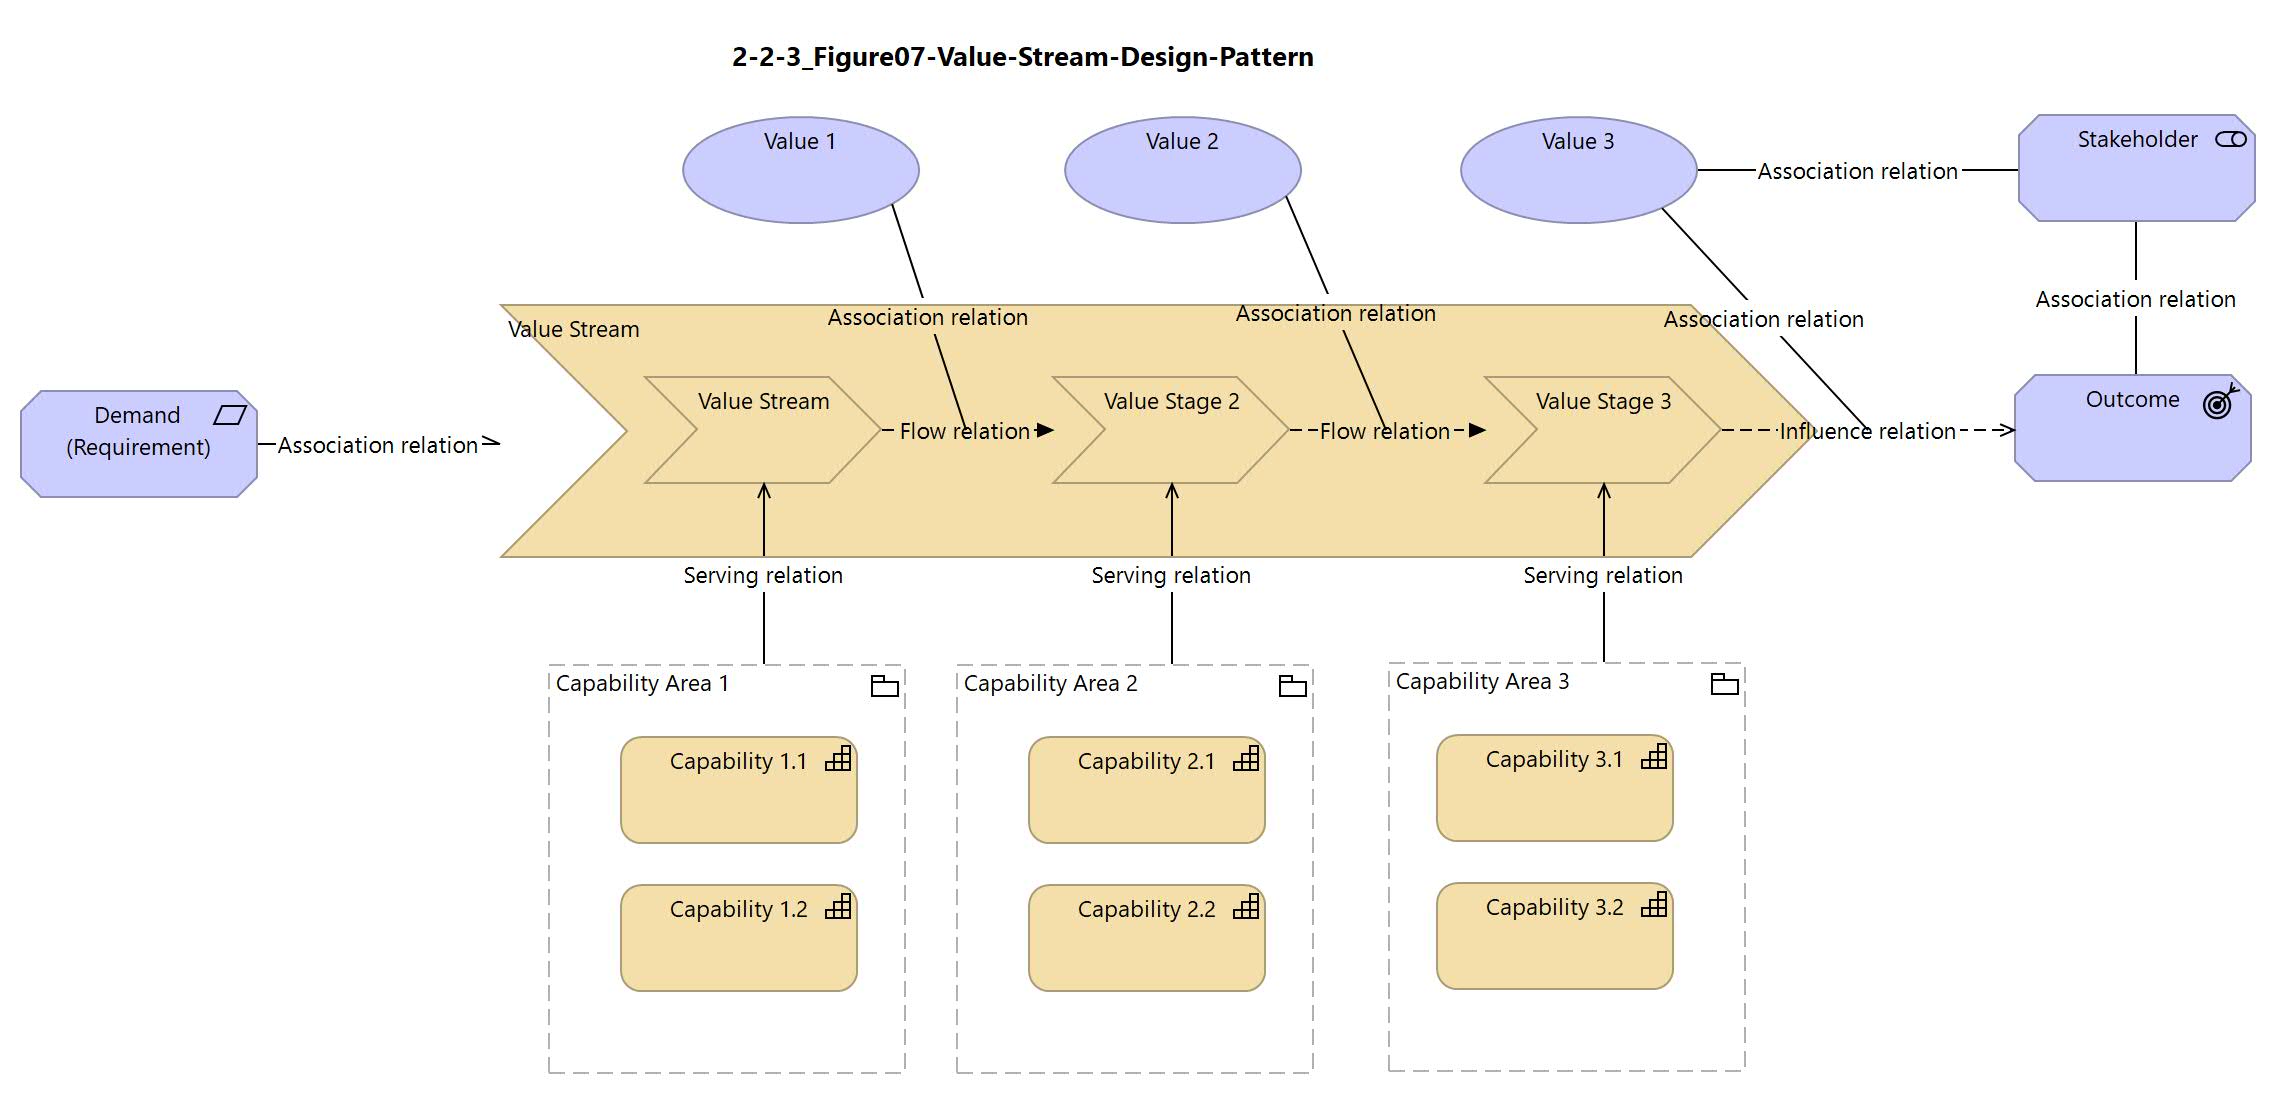 2-2-3_Figure07-Value-Stream-Design-Pattern
Value 1
Value 2
Value 3
Association relation
Stakeholder
Association relation
Association relation
Association relation
Association relation
Value Stream
Demand
(Requirement)
Association relation
Value Stream
Flow relation
Value Stage 2
Flow relation
Value Stage 3
Influence relation
Outcome
Serving relation
Serving relation
Serving relation
Capability Area 1
Capability 1.1
Capability 1.2
Capability Area 2
Capability 2.1
Capability 2.2
Capability Area 3
Capability 3.1
Capability 3.2